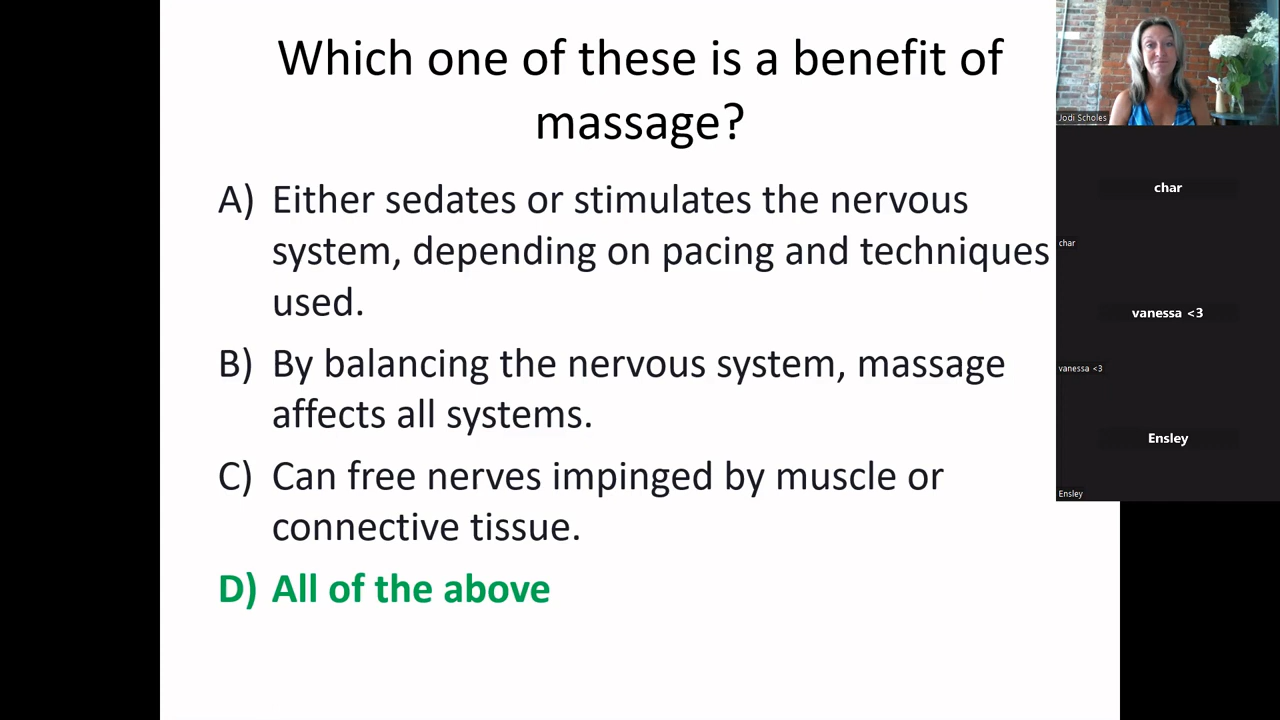 Which one of these is a benefit of
massage?
A) Either sedates or stimulates the nervous
system, depending on pacing and techniques
used.
B) By balancing the nervous system, massage
affects all systems.
C) Can free nerves impinged by muscle or
connective tissue.
D) All of the above
Jodi Scholes
char
char
vanessa <3
vanessa <3
Ensley
Ensley